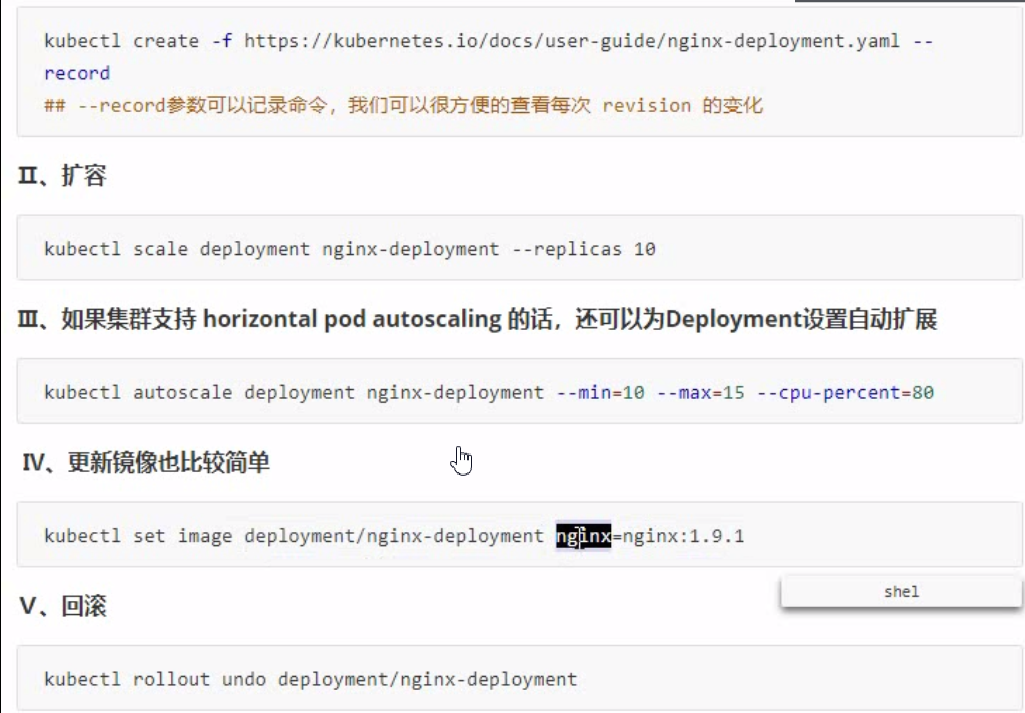 kubectl create -f https://kubernetes.io/docs/user-guide/nginx-deployment.yaml --
record
## --record参数可以记录命令，我们可以很方便的查看每次 revision 的变化
Ⅱ、扩容
kubectl scale deployment nginx-deployment --replicas 10
Ⅲ、如果集群支持 horizontal pod autoscaling 的话，还可以为Deployment设置自动扩展
kubectl autoscale deployment nginx-deployment --min=10 --max=15 --cpu-percent=80
Ⅳ、更新镜像也比较简单
kubectl set image deployment/nginx-deployment nginx=nginx:1.9.1
shel
Ⅴ、回滚
kubectl rollout undo deployment/nginx-deployment